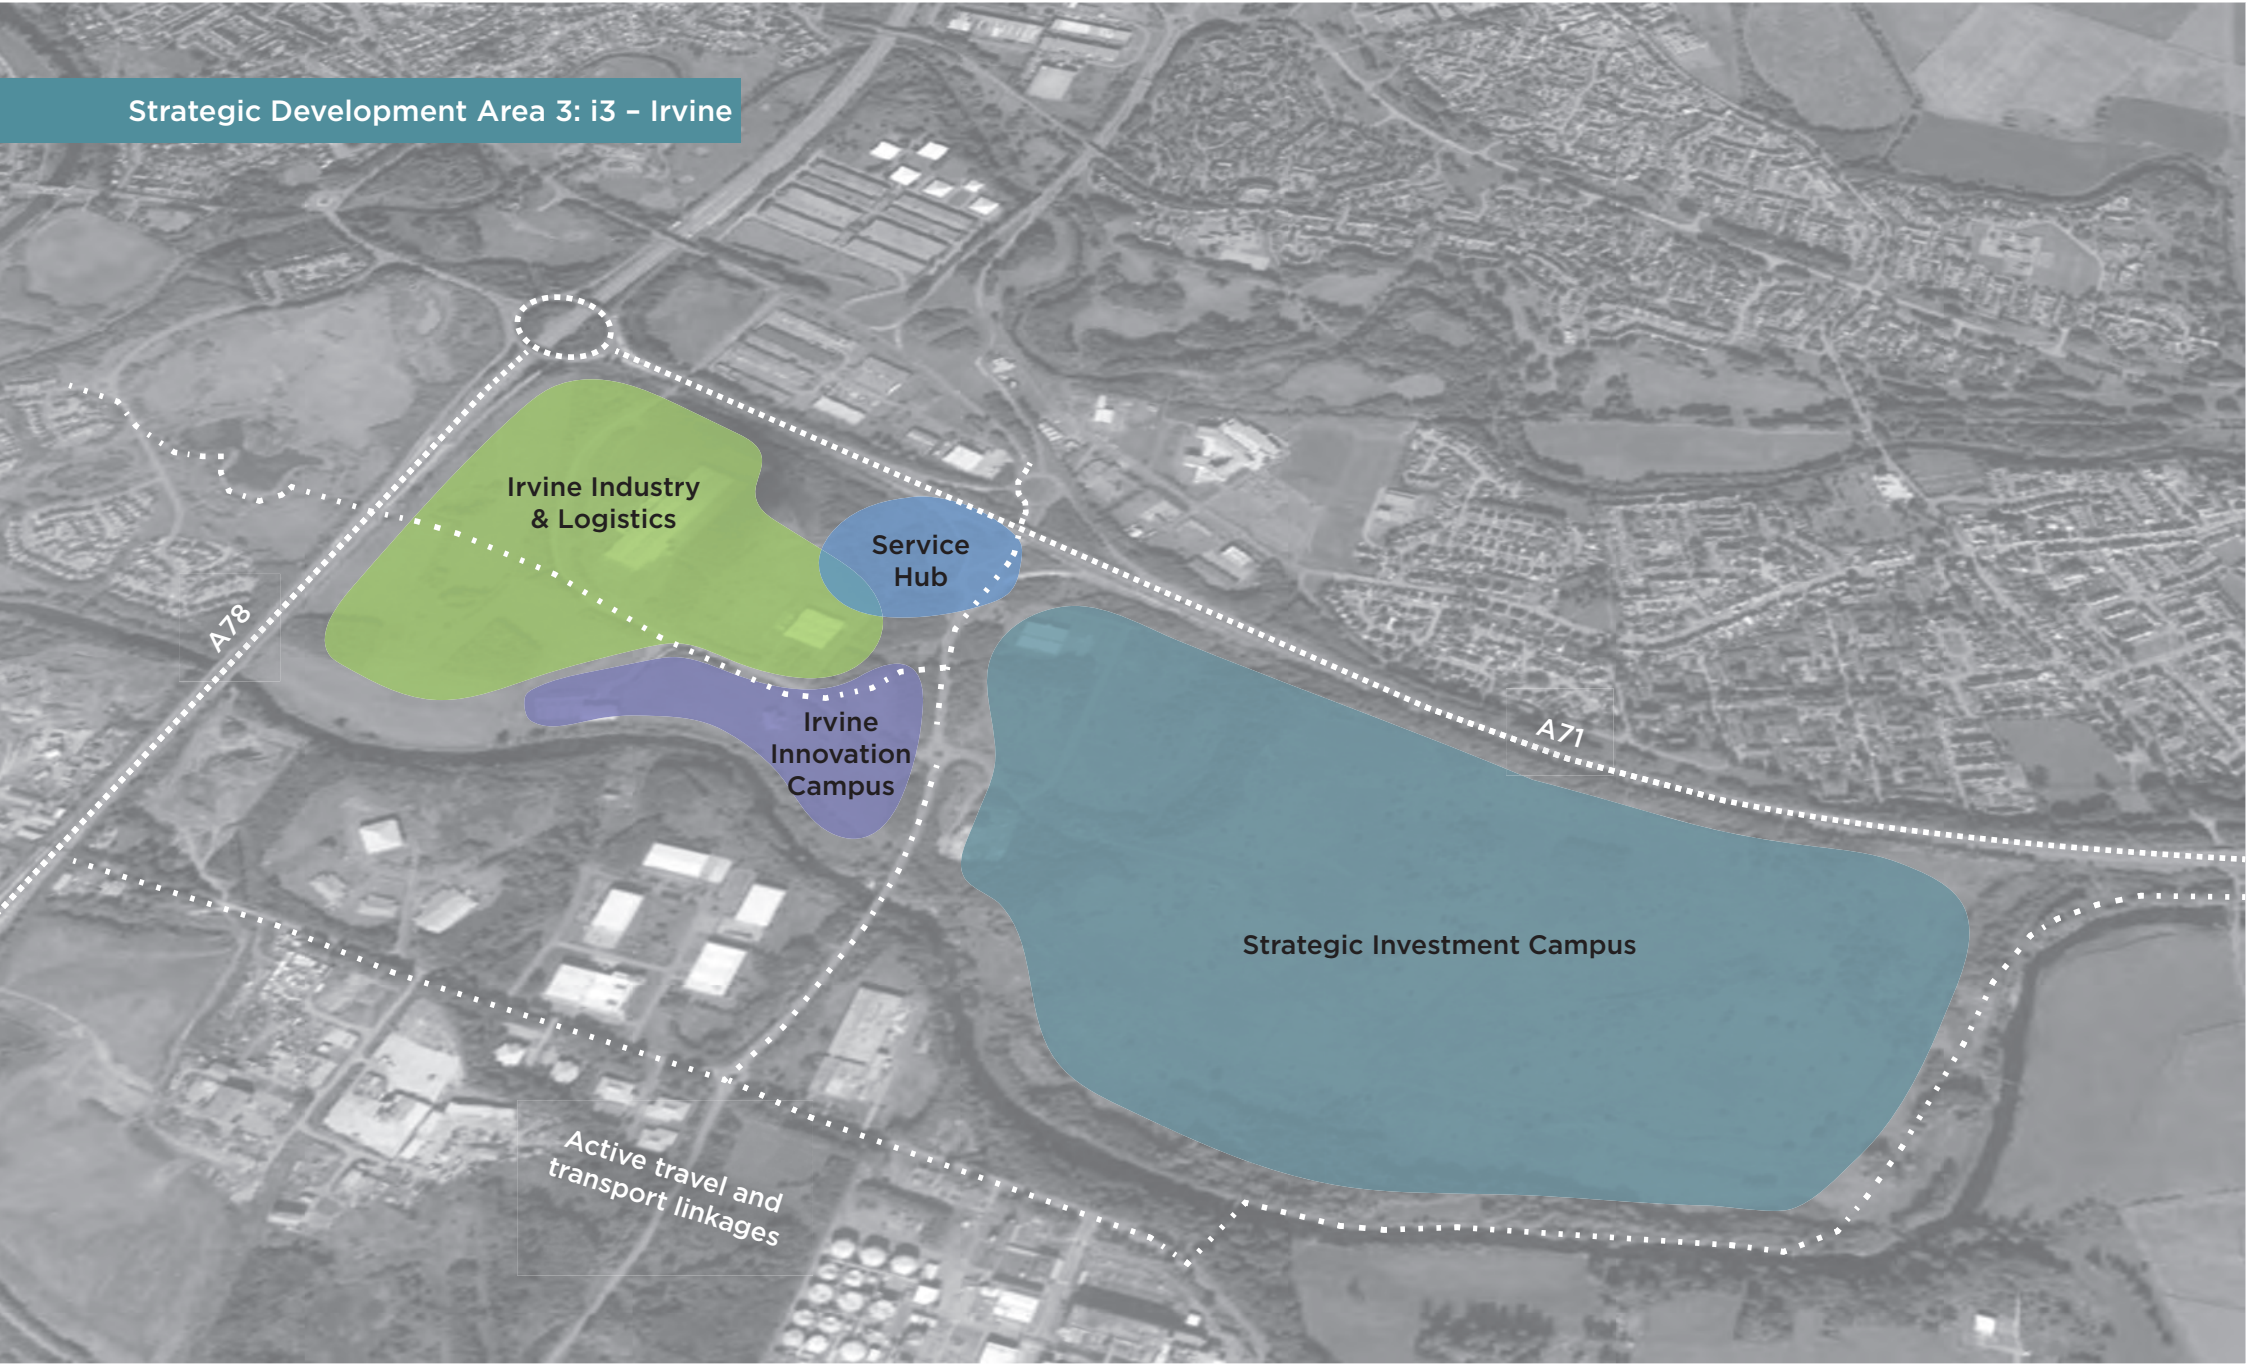 Strategic Development Area 3: i3 – Irvine
Irvine Industry
& Logistics
Service
Hub
A78
Irvine
Innovation
Campus
A71
Strategic Investment Campus
Active travel and
transport linkages